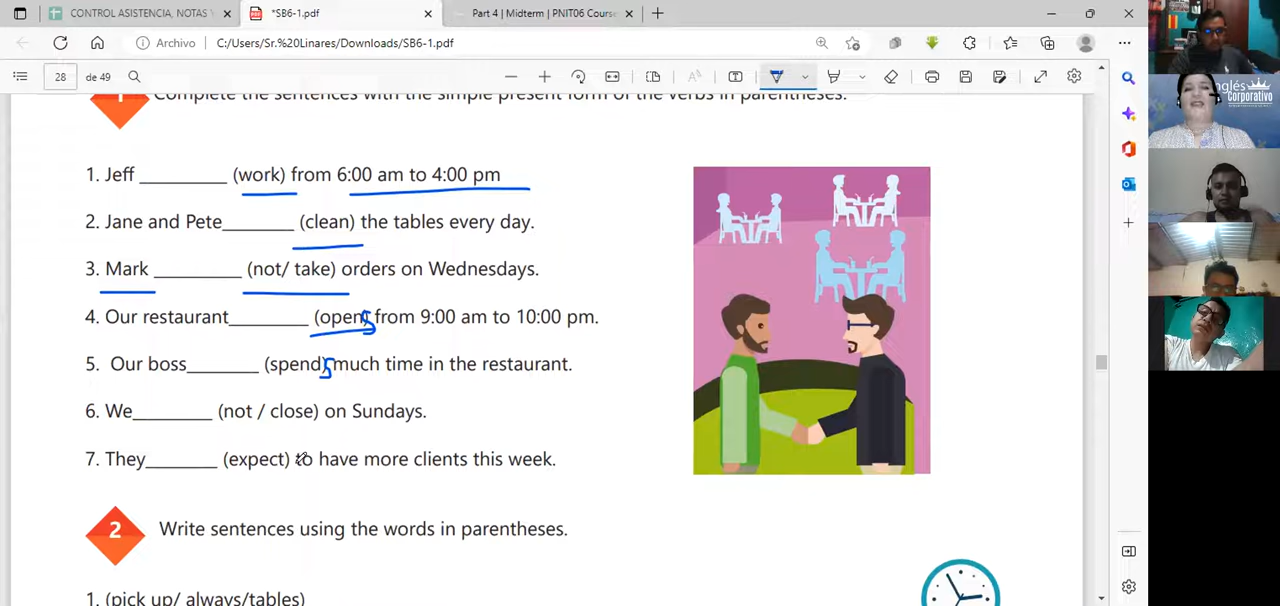 CONTROL ASISTENCIA, NOTAS
*SB6-1.pdf
Part 4 | Midterm | PNIT06 Course
Archivo
C:/Users/Sr.%20Linares/Downloads/SB6-1.pdf
28
de 49
Complete the sentences with the simple present form of the verbs in parentheses.
1. Jeff _________ (work) from 6:00 am to 4:00 pm
2. Jane and Pete________ (clean) the tables every day.
3. Mark _________ (not/ take) orders on Wednesdays.
4. Our restaurant_________ (open)s from 9:00 am to 10:00 pm.
5. Our boss________ (spend)s much time in the restaurant.
6. We_________ (not / close) on Sundays.
7. They________ (expect) to have more clients this week.
2
Write sentences using the words in parentheses.
1. (pick up/ always/tables)
Inglés
Corporativo